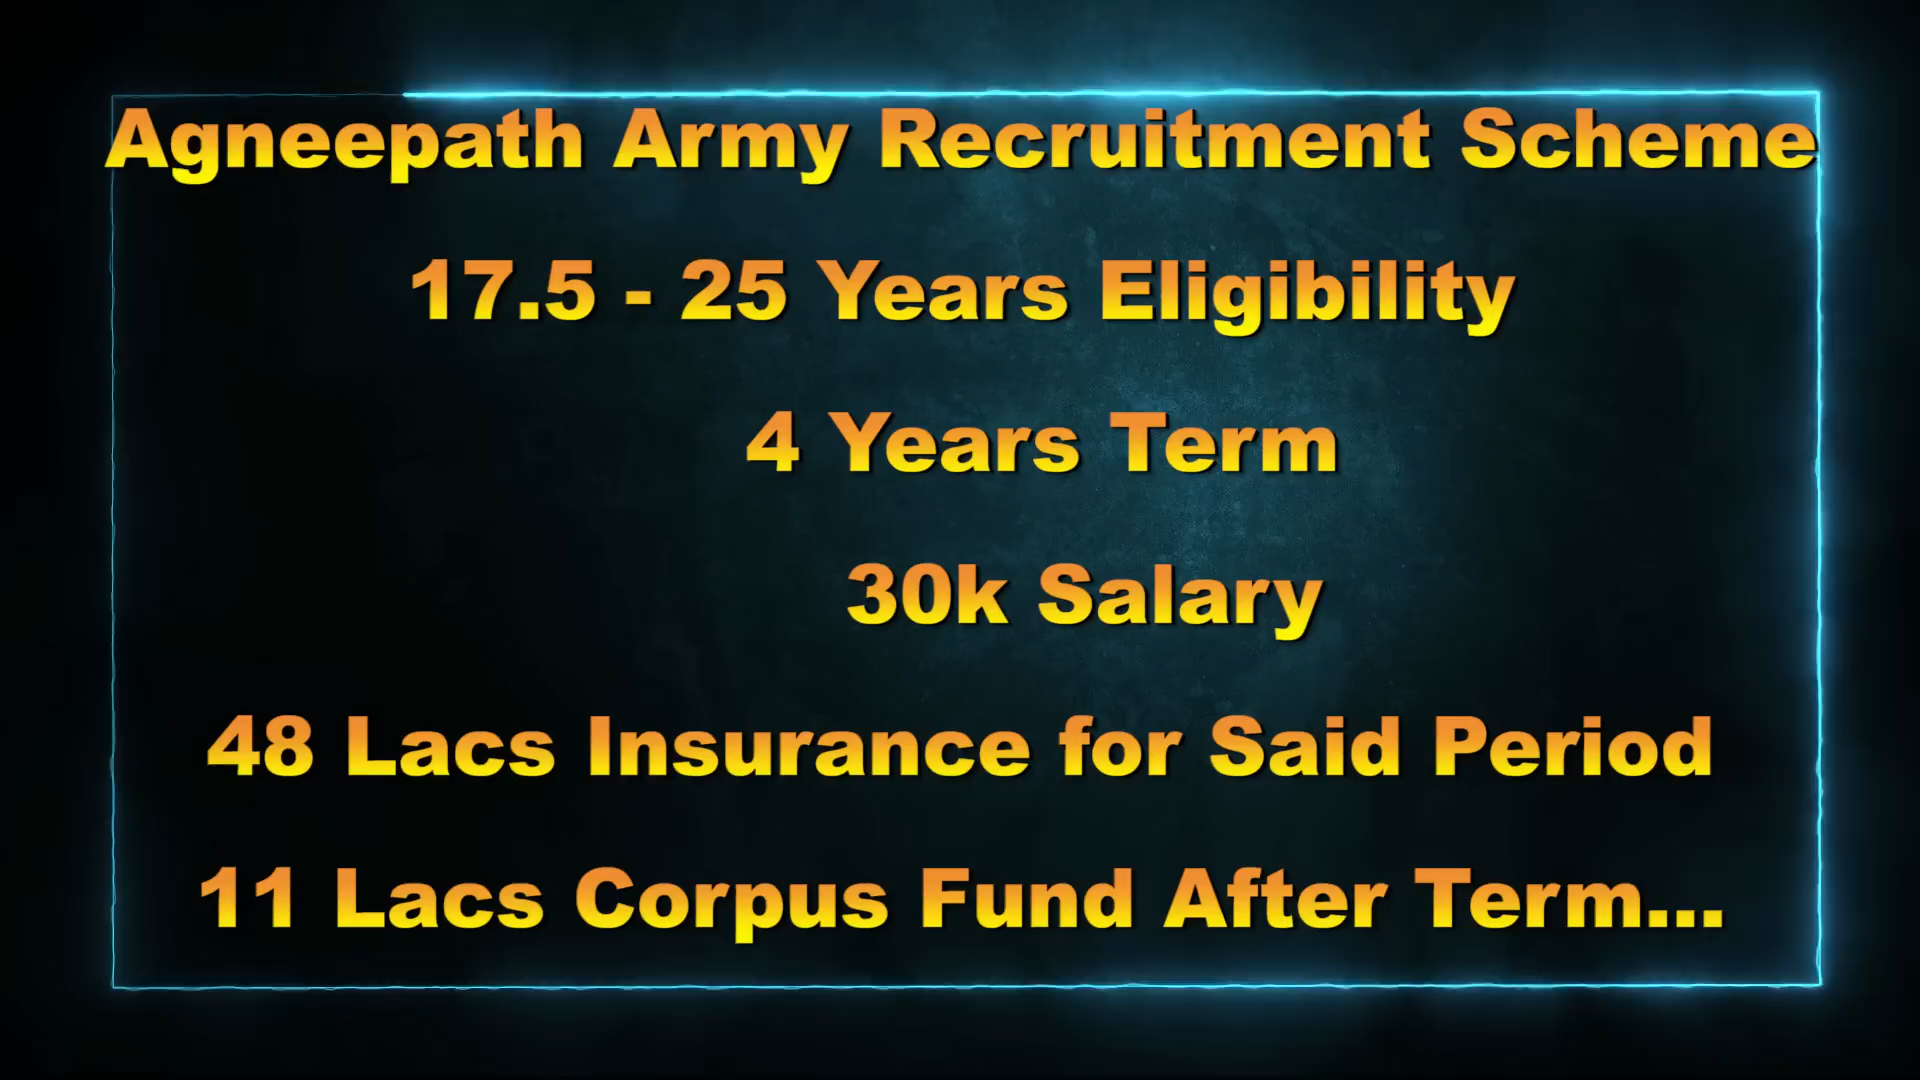 Agneepath Army Recruitment Scheme
17.5 - 25 Years Eligibility
4 Years Term
30k Salary
48 Lacs Insurance for Said Period
11 Lacs Corpus Fund After Term...